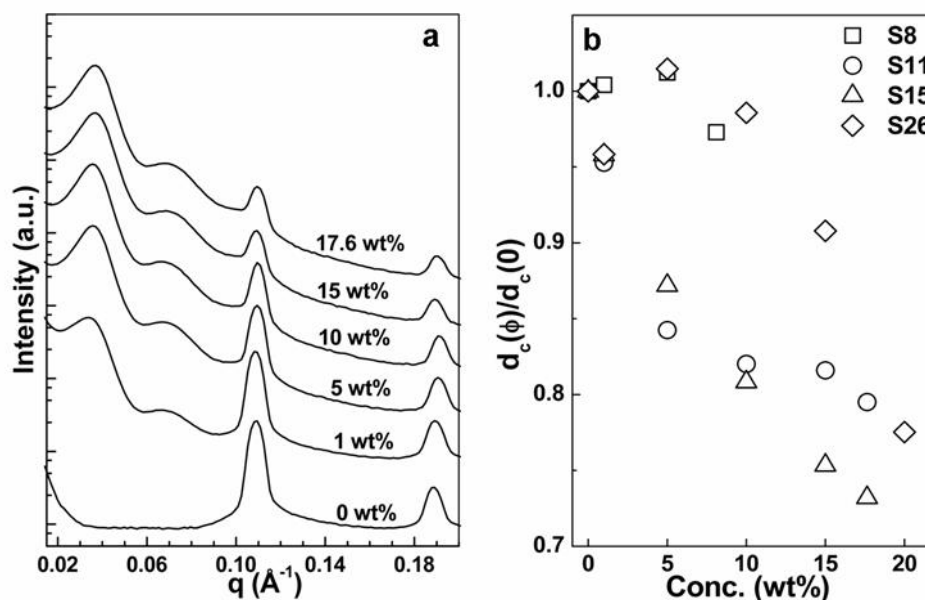 a
Intensity (a.u.)
17.6 wt%
15 wt%
10 wt%
5 wt%
1 wt%
0 wt%
0.02 0.06 0.10 0.14 0.18
q (Å⁻¹)
b
S8
S11
S15
S26
d_c(ϕ)/d_c(0)
1.0
0.9
0.8
0.7
0 5 10 15 20
Conc. (wt%)